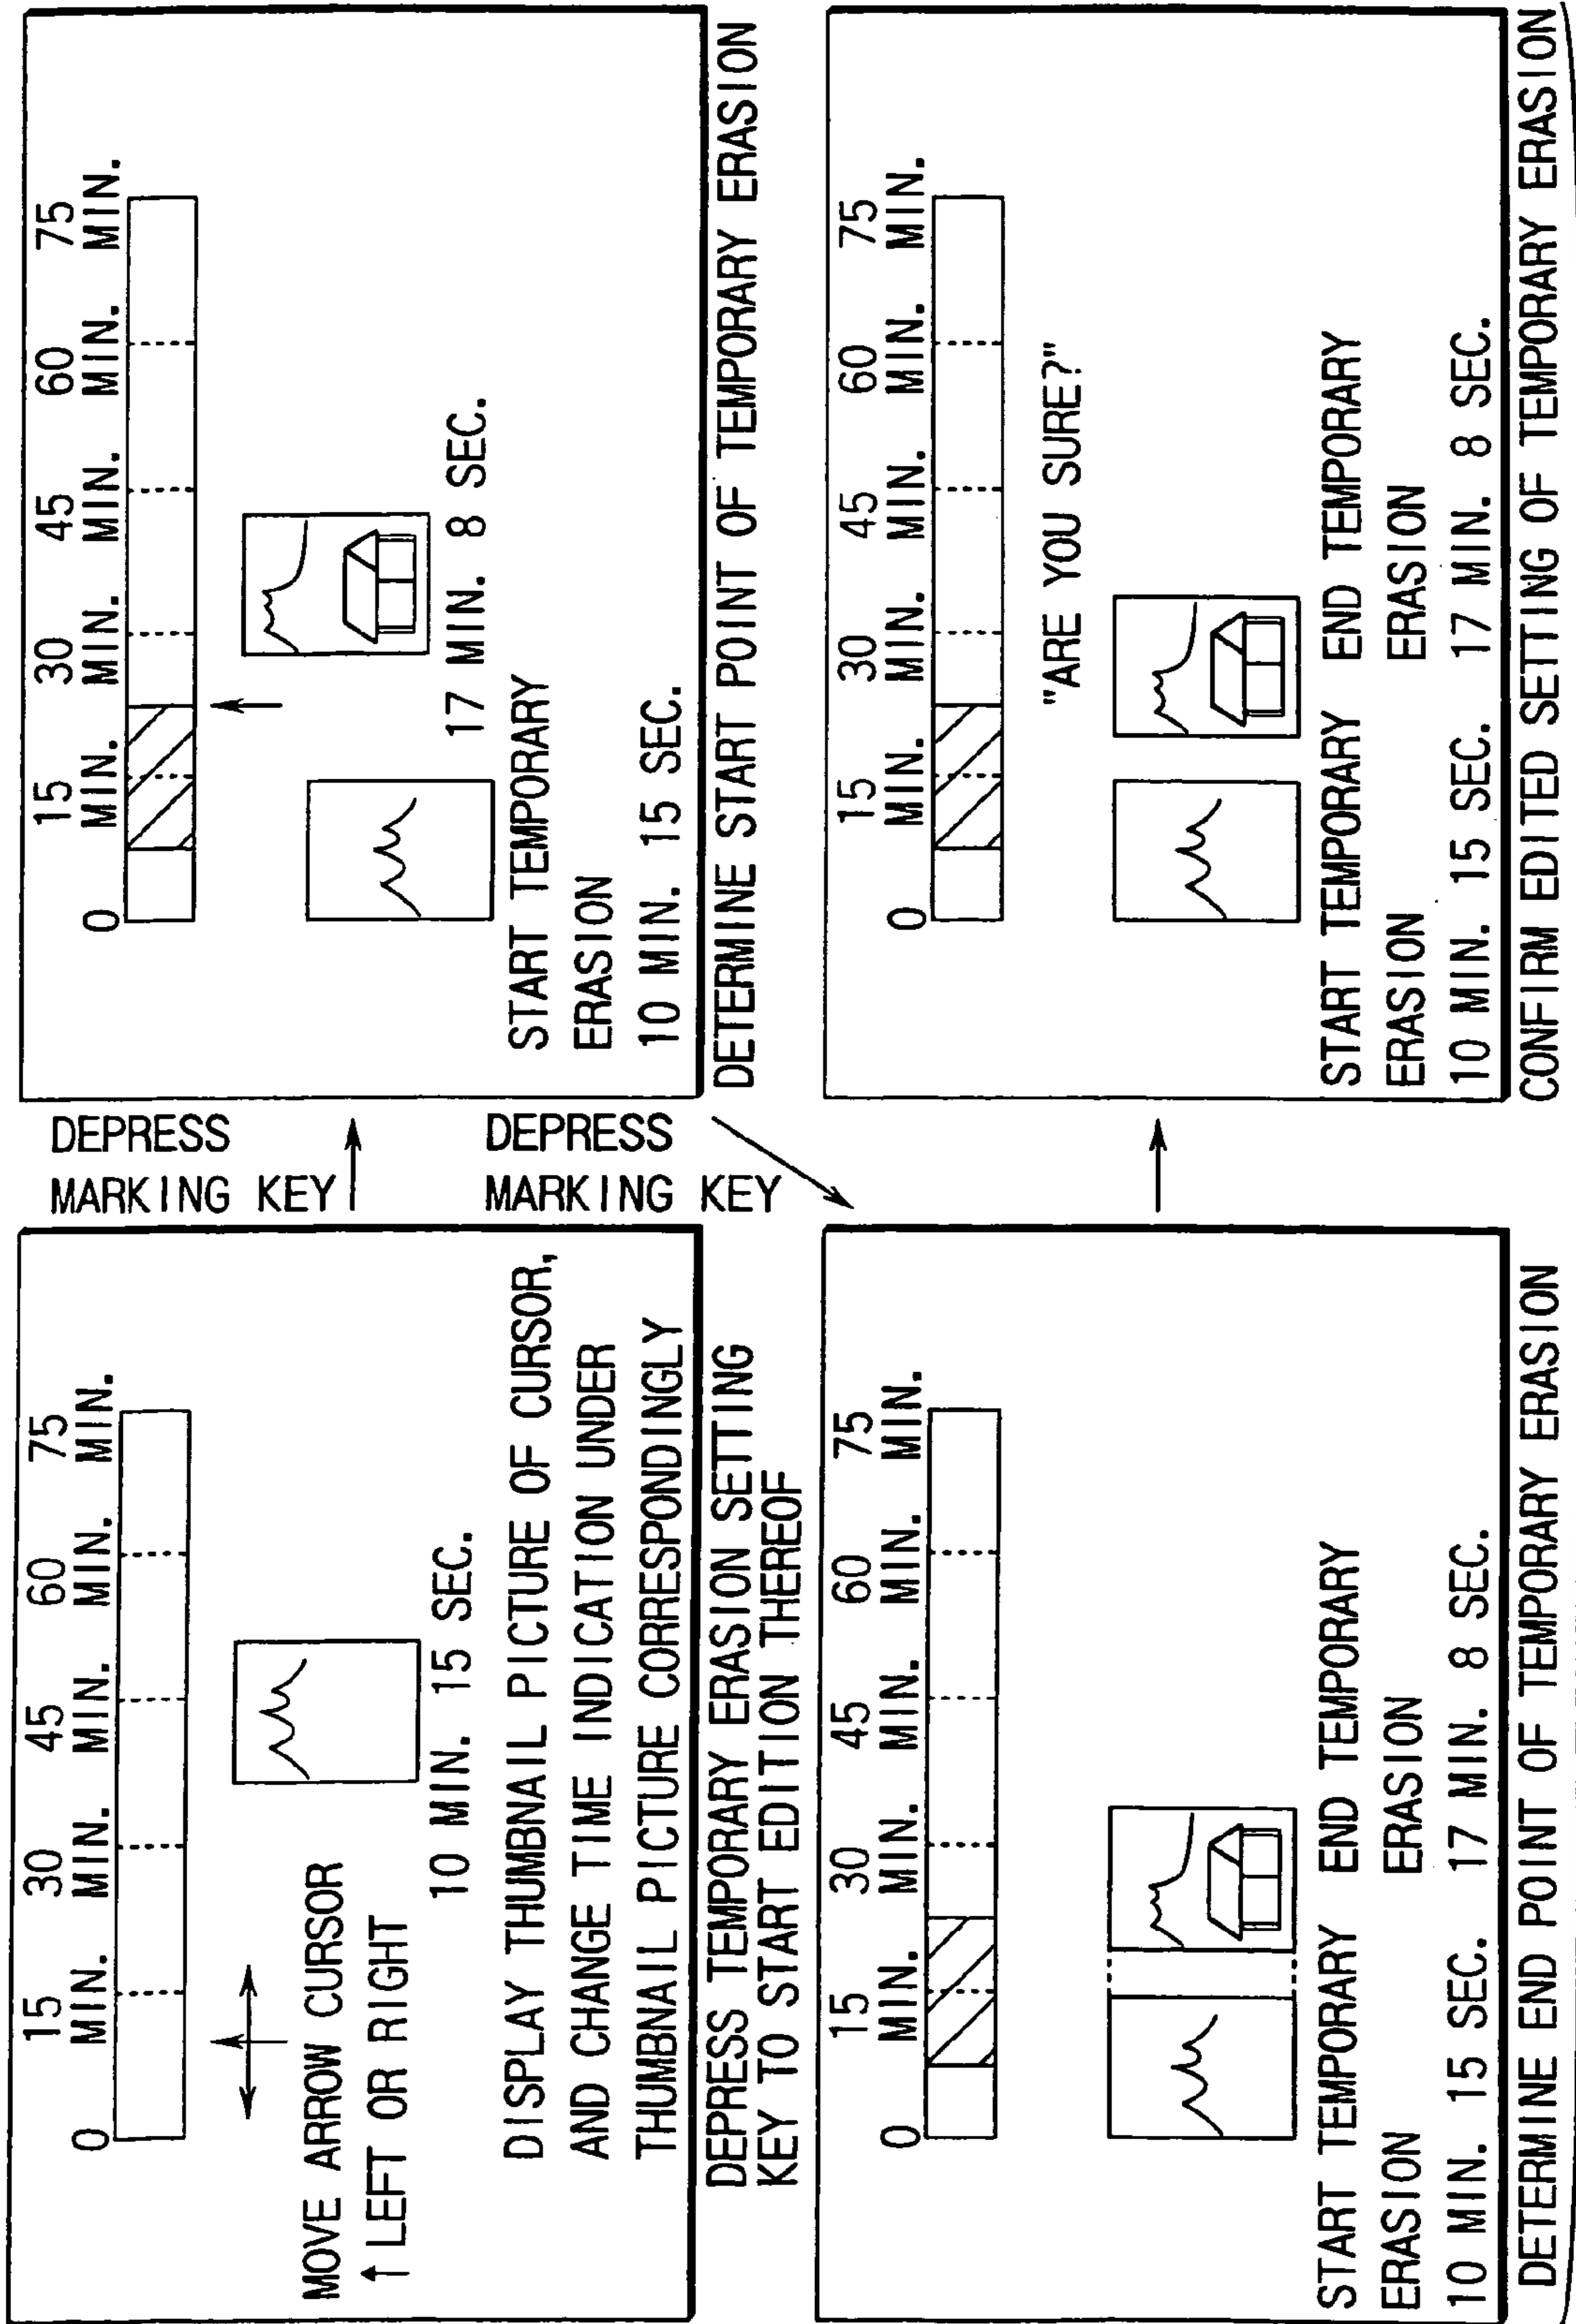 0 15 30 45 60 75
MIN. MIN. MIN. MIN. MIN.
MOVE ARROW CURSOR
↑ LEFT OR RIGHT
10 MIN. 15 SEC.
DISPLAY THUMBNAIL PICTURE OF CURSOR,
AND CHANGE TIME INDICATION UNDER
THUMBNAIL PICTURE CORRESPONDINGLY
DEPRESS TEMPORARY ERASION SETTING
KEY TO START EDITION THEREOF
DEPRESS
MARKING KEY
0 15 30 45 60 75
MIN. MIN. MIN. MIN. MIN.
17 MIN. 8 SEC.
START TEMPORARY
ERASION
10 MIN. 15 SEC.
DETERMINE START POINT OF TEMPORARY ERASION
DEPRESS
MARKING KEY
0 15 30 45 60 75
MIN. MIN. MIN. MIN. MIN.
START TEMPORARY END TEMPORARY
ERASION ERASION
10 MIN. 15 SEC. 17 MIN. 8 SEC.
DETERMINE END POINT OF TEMPORARY ERASION
0 15 30 45 60 75
MIN. MIN. MIN. MIN. MIN.
"ARE YOU SURE?"
START TEMPORARY END TEMPORARY
ERASION ERASION
10 MIN. 15 SEC. 17 MIN. 8 SEC.
CONFIRM EDITED SETTING OF TEMPORARY ERASION